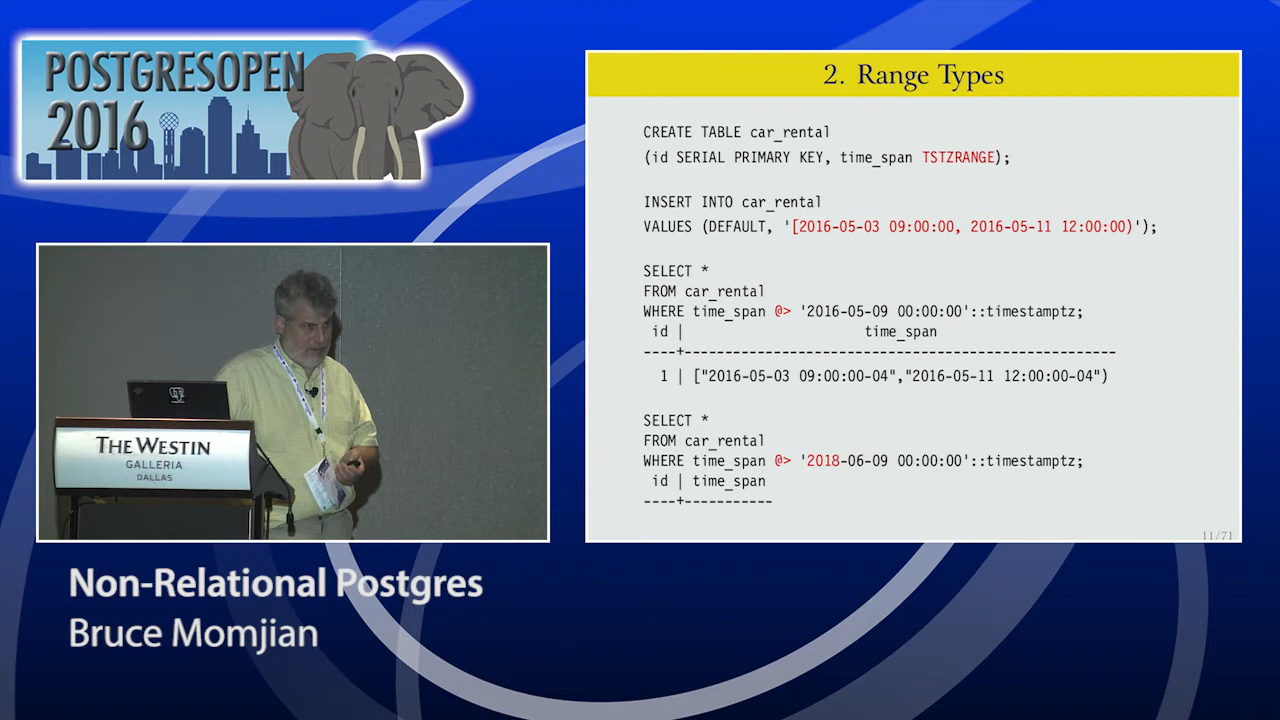 POSTGRESOPEN
2016
THE WESTIN
GALLERIA
DALLAS
Non-Relational Postgres
Bruce Momjian
2. Range Types
CREATE TABLE car_rental
(id SERIAL PRIMARY KEY, time_span TSTZRANGE);
INSERT INTO car_rental
VALUES (DEFAULT, '[2016-05-03 09:00:00, 2016-05-11 12:00:00)');
SELECT *
FROM car_rental
WHERE time_span @> '2016-05-09 00:00:00'::timestamptz;
id | time_span
----+-----------------------------------------------------
1 | ["2016-05-03 09:00:00-04","2016-05-11 12:00:00-04")
SELECT *
FROM car_rental
WHERE time_span @> '2018-06-09 00:00:00'::timestamptz;
id | time_span
----+-----------
11/71